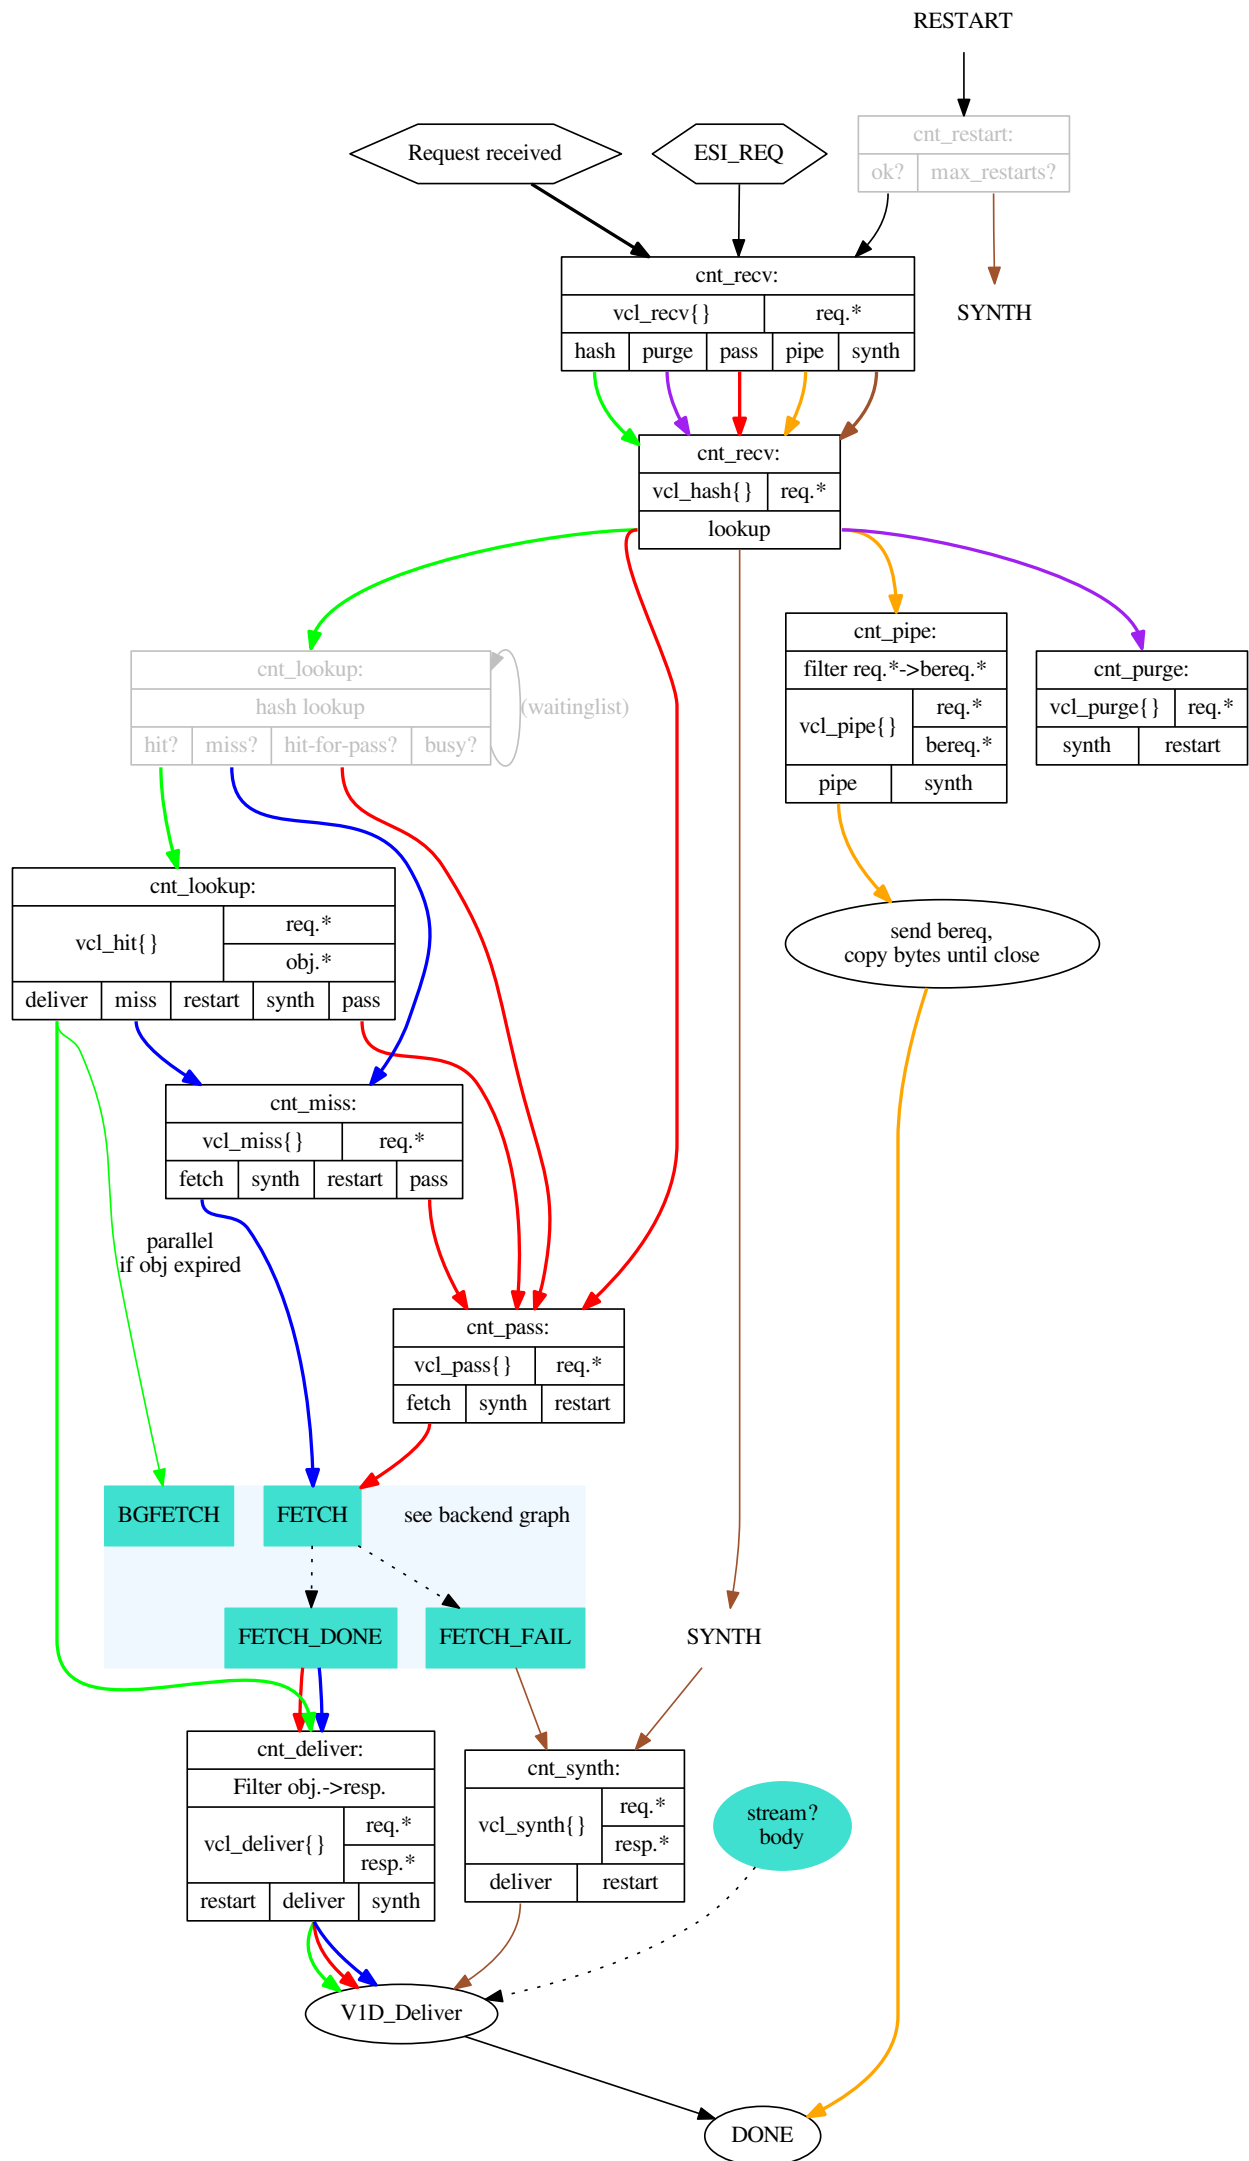 RESTART
cnt_restart:
ok?
max_restarts?
Request received
ESI_REQ
SYNTH
cnt_recv:
vcl_recv{}
req.*
hash
purge
pass
pipe
synth
cnt_recv:
vcl_hash{}
req.*
lookup
cnt_lookup:
hash lookup
hit?
miss?
hit-for-pass?
busy?
(waitinglist)
cnt_pipe:
filter req.*->bereq.*
vcl_pipe{}
req.*
bereq.*
pipe
synth
cnt_purge:
vcl_purge{}
req.*
synth
restart
cnt_lookup:
vcl_hit{}
req.*
obj.*
deliver
miss
restart
synth
pass
send bereq,
copy bytes until close
cnt_miss:
vcl_miss{}
req.*
fetch
synth
restart
pass
parallel
if obj expired
cnt_pass:
vcl_pass{}
req.*
fetch
synth
restart
BGFETCH
FETCH
see backend graph
FETCH_DONE
FETCH_FAIL
SYNTH
cnt_deliver:
Filter obj.->resp.
vcl_deliver{}
req.*
resp.*
restart
deliver
synth
cnt_synth:
vcl_synth{}
req.*
resp.*
deliver
restart
stream?
body
V1D_Deliver
DONE